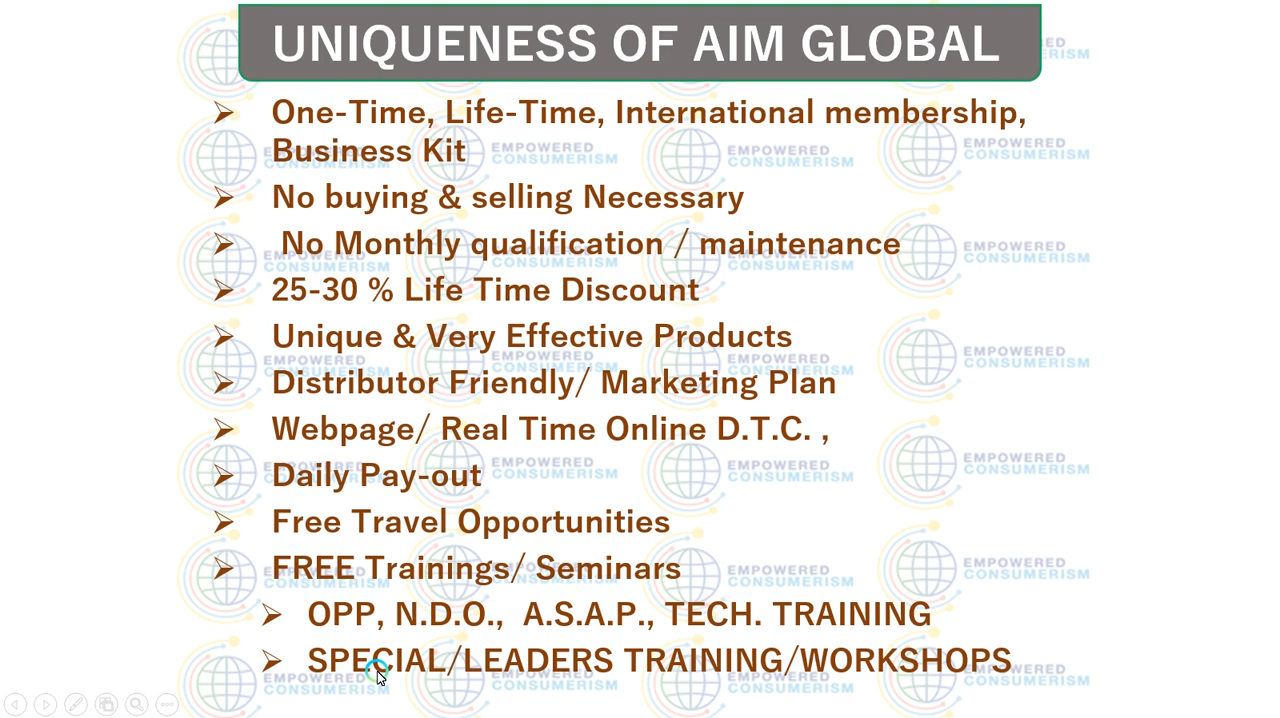 UNIQUENESS OF AIM GLOBAL
One-Time, Life-Time, International membership,
Business Kit
No buying & selling Necessary
No Monthly qualification / maintenance
25-30 % Life Time Discount
Unique & Very Effective Products
Distributor Friendly/ Marketing Plan
Webpage/ Real Time Online D.T.C. ,
Daily Pay-out
Free Travel Opportunities
FREE Trainings/ Seminars
OPP, N.D.O., A.S.A.P., TECH. TRAINING
SPECIAL/LEADERS TRAINING/WORKSHOPS
EMPOWERED
CONSUMERISM